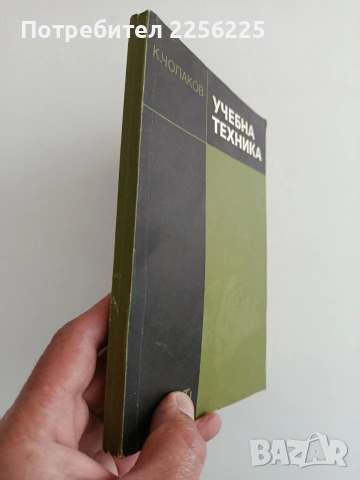 Потребител 2256225
К. ЧОЛАКОВ
УЧЕБНА
ТЕХНИКА
BAZAR